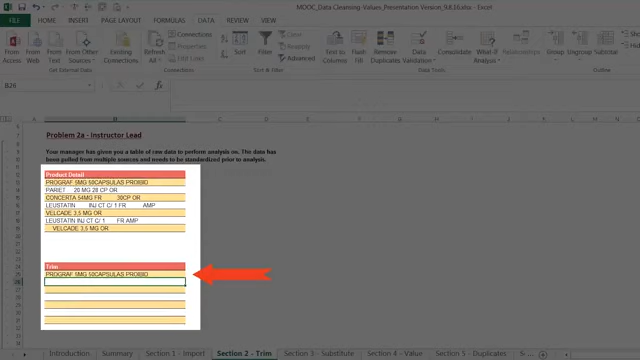 MOOC_Data Cleansing -Values_Presentation Version_9.8.16.xlsx - Excel
FILE HOME INSERT PAGE LAYOUT FORMULAS DATA REVIEW VIEW
From Web
From Text
From Other Sources
Existing Connections
Get External Data
Refresh All
Connections
Properties
Edit Links
Connections
Sort
Filter
Clear
Reapply
Advanced
Sort & Filter
Text to Columns
Flash Fill
Remove Duplicates
Data Validation
Data Tools
Consolidate
What-If Analysis
Relationships
Group
Ungroup
Subtotal
Outline
B26
Problem 2a - Instructor Lead
Your manager has given you a table of raw data to perform analysis on. The data has
been pulled from multiple sources and needs to be standardized prior to analysis.
Product Detail
PROGRAF 5MG 50CAPSULAS PROIBIO
PARIET 20 MG 28 CP OR
CONCERTA 54MG FR 30CP OR
LEUSTATIN INJ CT C/ 1 FR AMP
VELCADE 3,5 MG OR
LEUSTATIN INJ CT C/ 1 FR AMP
VELCADE 3,5 MG OR
Trim
PROGRAF 5MG 50CAPSULAS PROIBIO
Introduction Summary Section 1 - Import Section 2 - Trim Section 3 - Substitute Section 4 - Value Section 5 - Duplicates